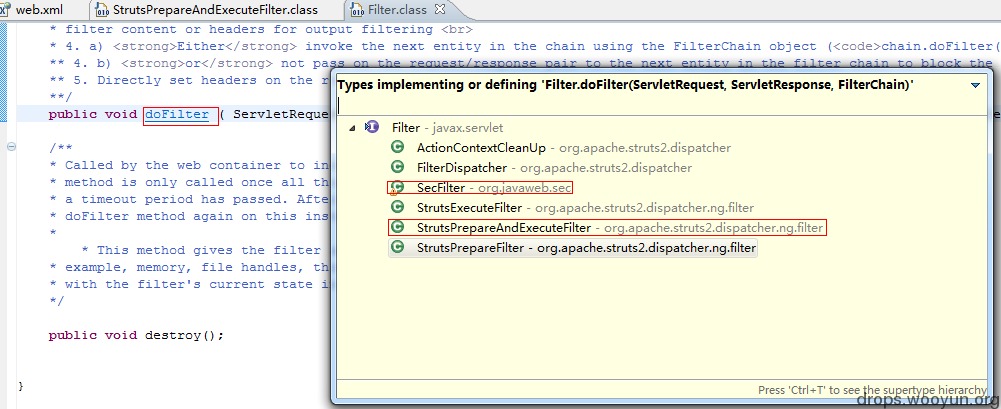 web.xml StrutsPrepareAndExecuteFilter.class Filter.class
* filter content or headers for output filtering <br>
* 4. a) <strong>Either</strong> invoke the next entity in the chain using the FilterChain object (<code>chain.doFilter(
** 4. b) <strong>or</strong> not pass on the request/response pair to the next entity in the filter chain to block the
** 5. Directly set headers on the r
**/
public void doFilter ( ServletReque
/**
* Called by the web container to in
* method is only called once all th
* a timeout period has passed. Afte
* doFilter method again on this ins
*
* This method gives the filter
* example, memory, file handles, th
* with the filter's current state i
*/
public void destroy();
}
Types implementing or defining 'Filter.doFilter(ServletRequest, ServletResponse, FilterChain)'
Filter - javax.servlet
ActionContextCleanUp - org.apache.struts2.dispatcher
FilterDispatcher - org.apache.struts2.dispatcher
SecFilter - org.javaweb.sec
StrutsExecuteFilter - org.apache.struts2.dispatcher.ng.filter
StrutsPrepareAndExecuteFilter - org.apache.struts2.dispatcher.ng.filter
StrutsPrepareFilter - org.apache.struts2.dispatcher.ng.filter
Press 'Ctrl+T' to see the supertype hierarchy
drops.wooyun.org